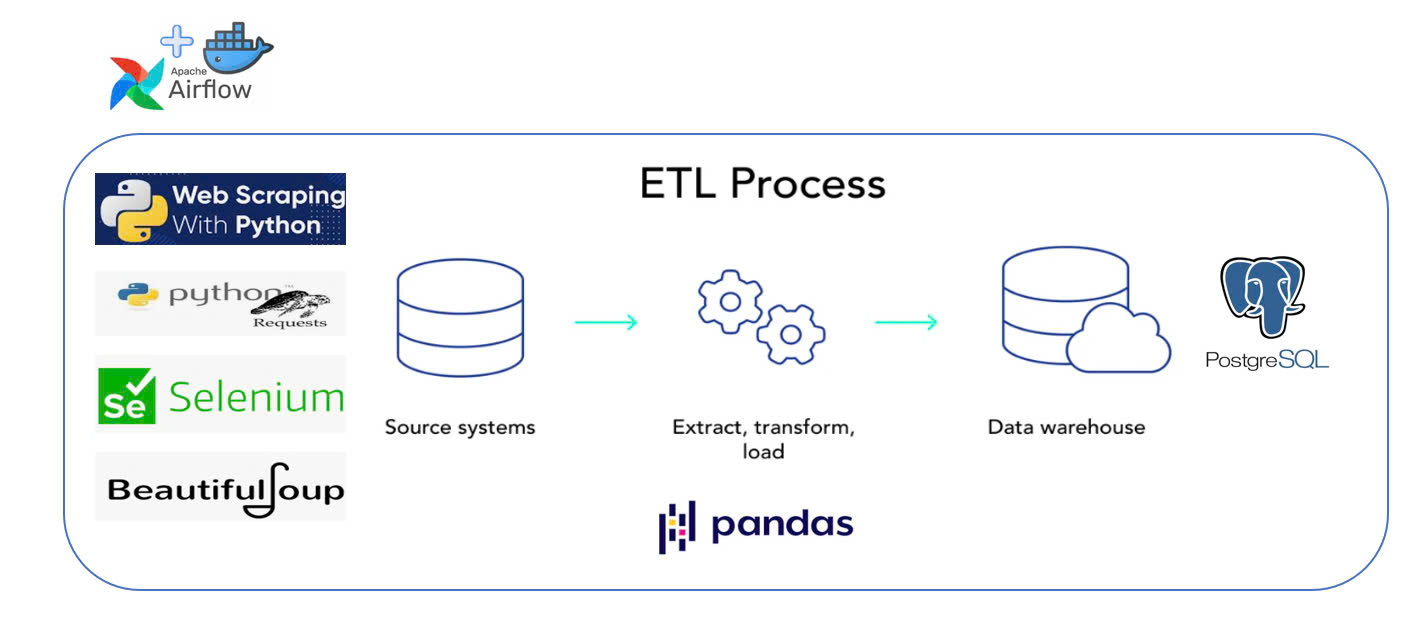 Apache
Airflow
ETL Process
Web Scraping
With Python
python
TM
Requests
Se Selenium
BeautifulSoup
Source systems
Extract, transform,
load
Data warehouse
PostgreSQL
pandas